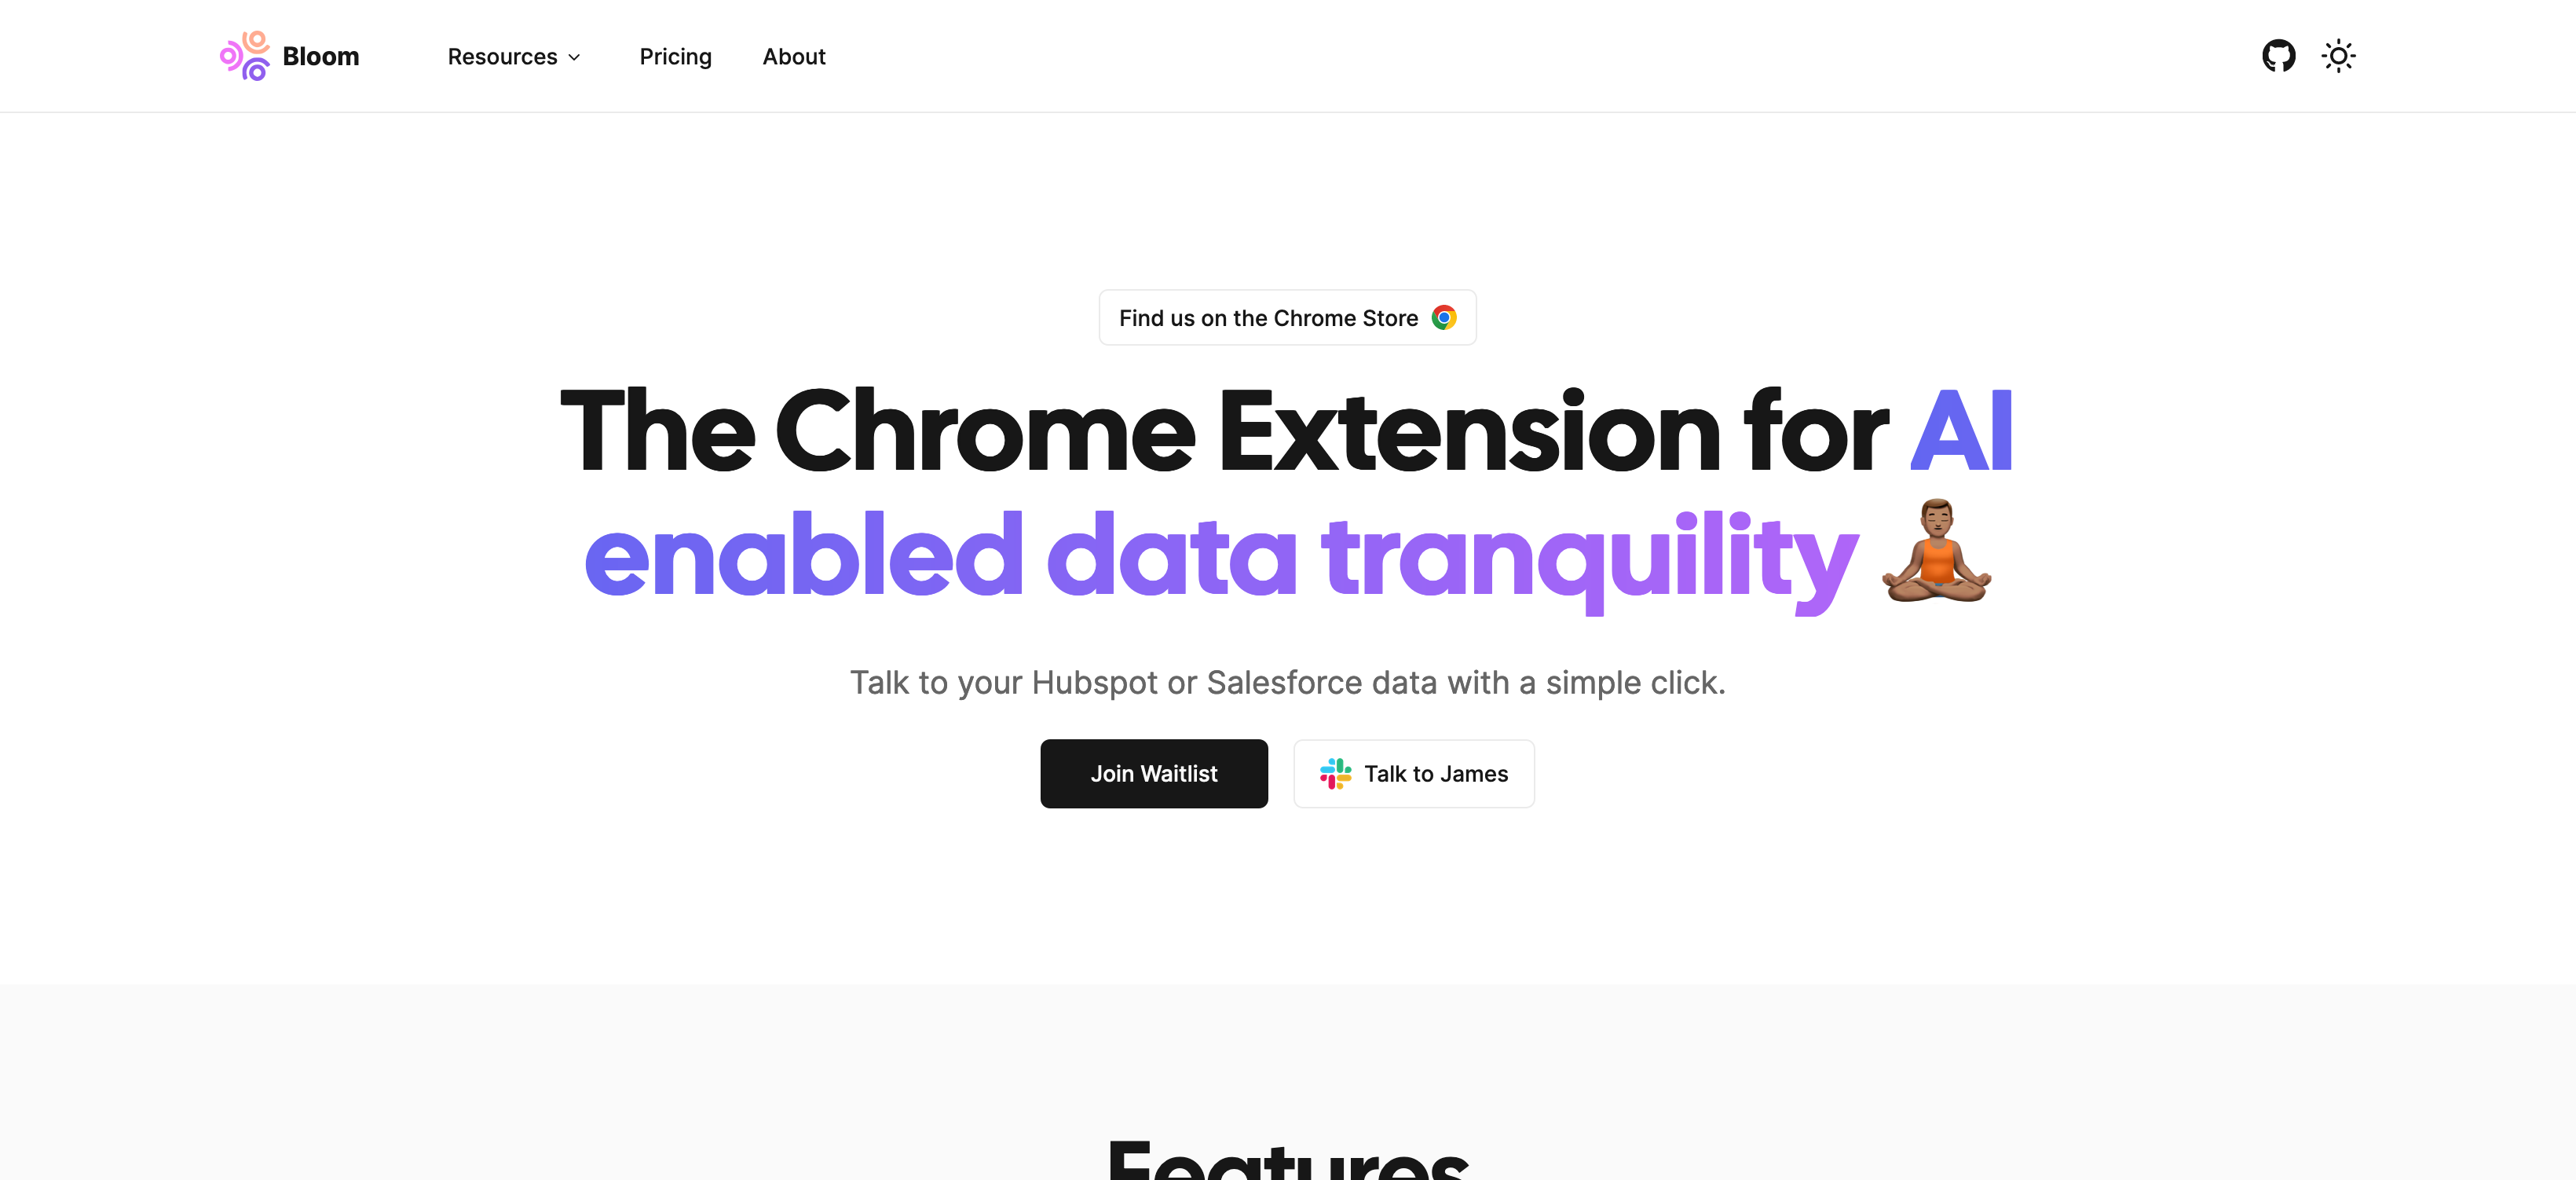 Bloom
Resources
Pricing
About
Find us on the Chrome Store
The Chrome Extension for AI
enabled data tranquility
Talk to your Hubspot or Salesforce data with a simple click.
Join Waitlist
Talk to James
Features